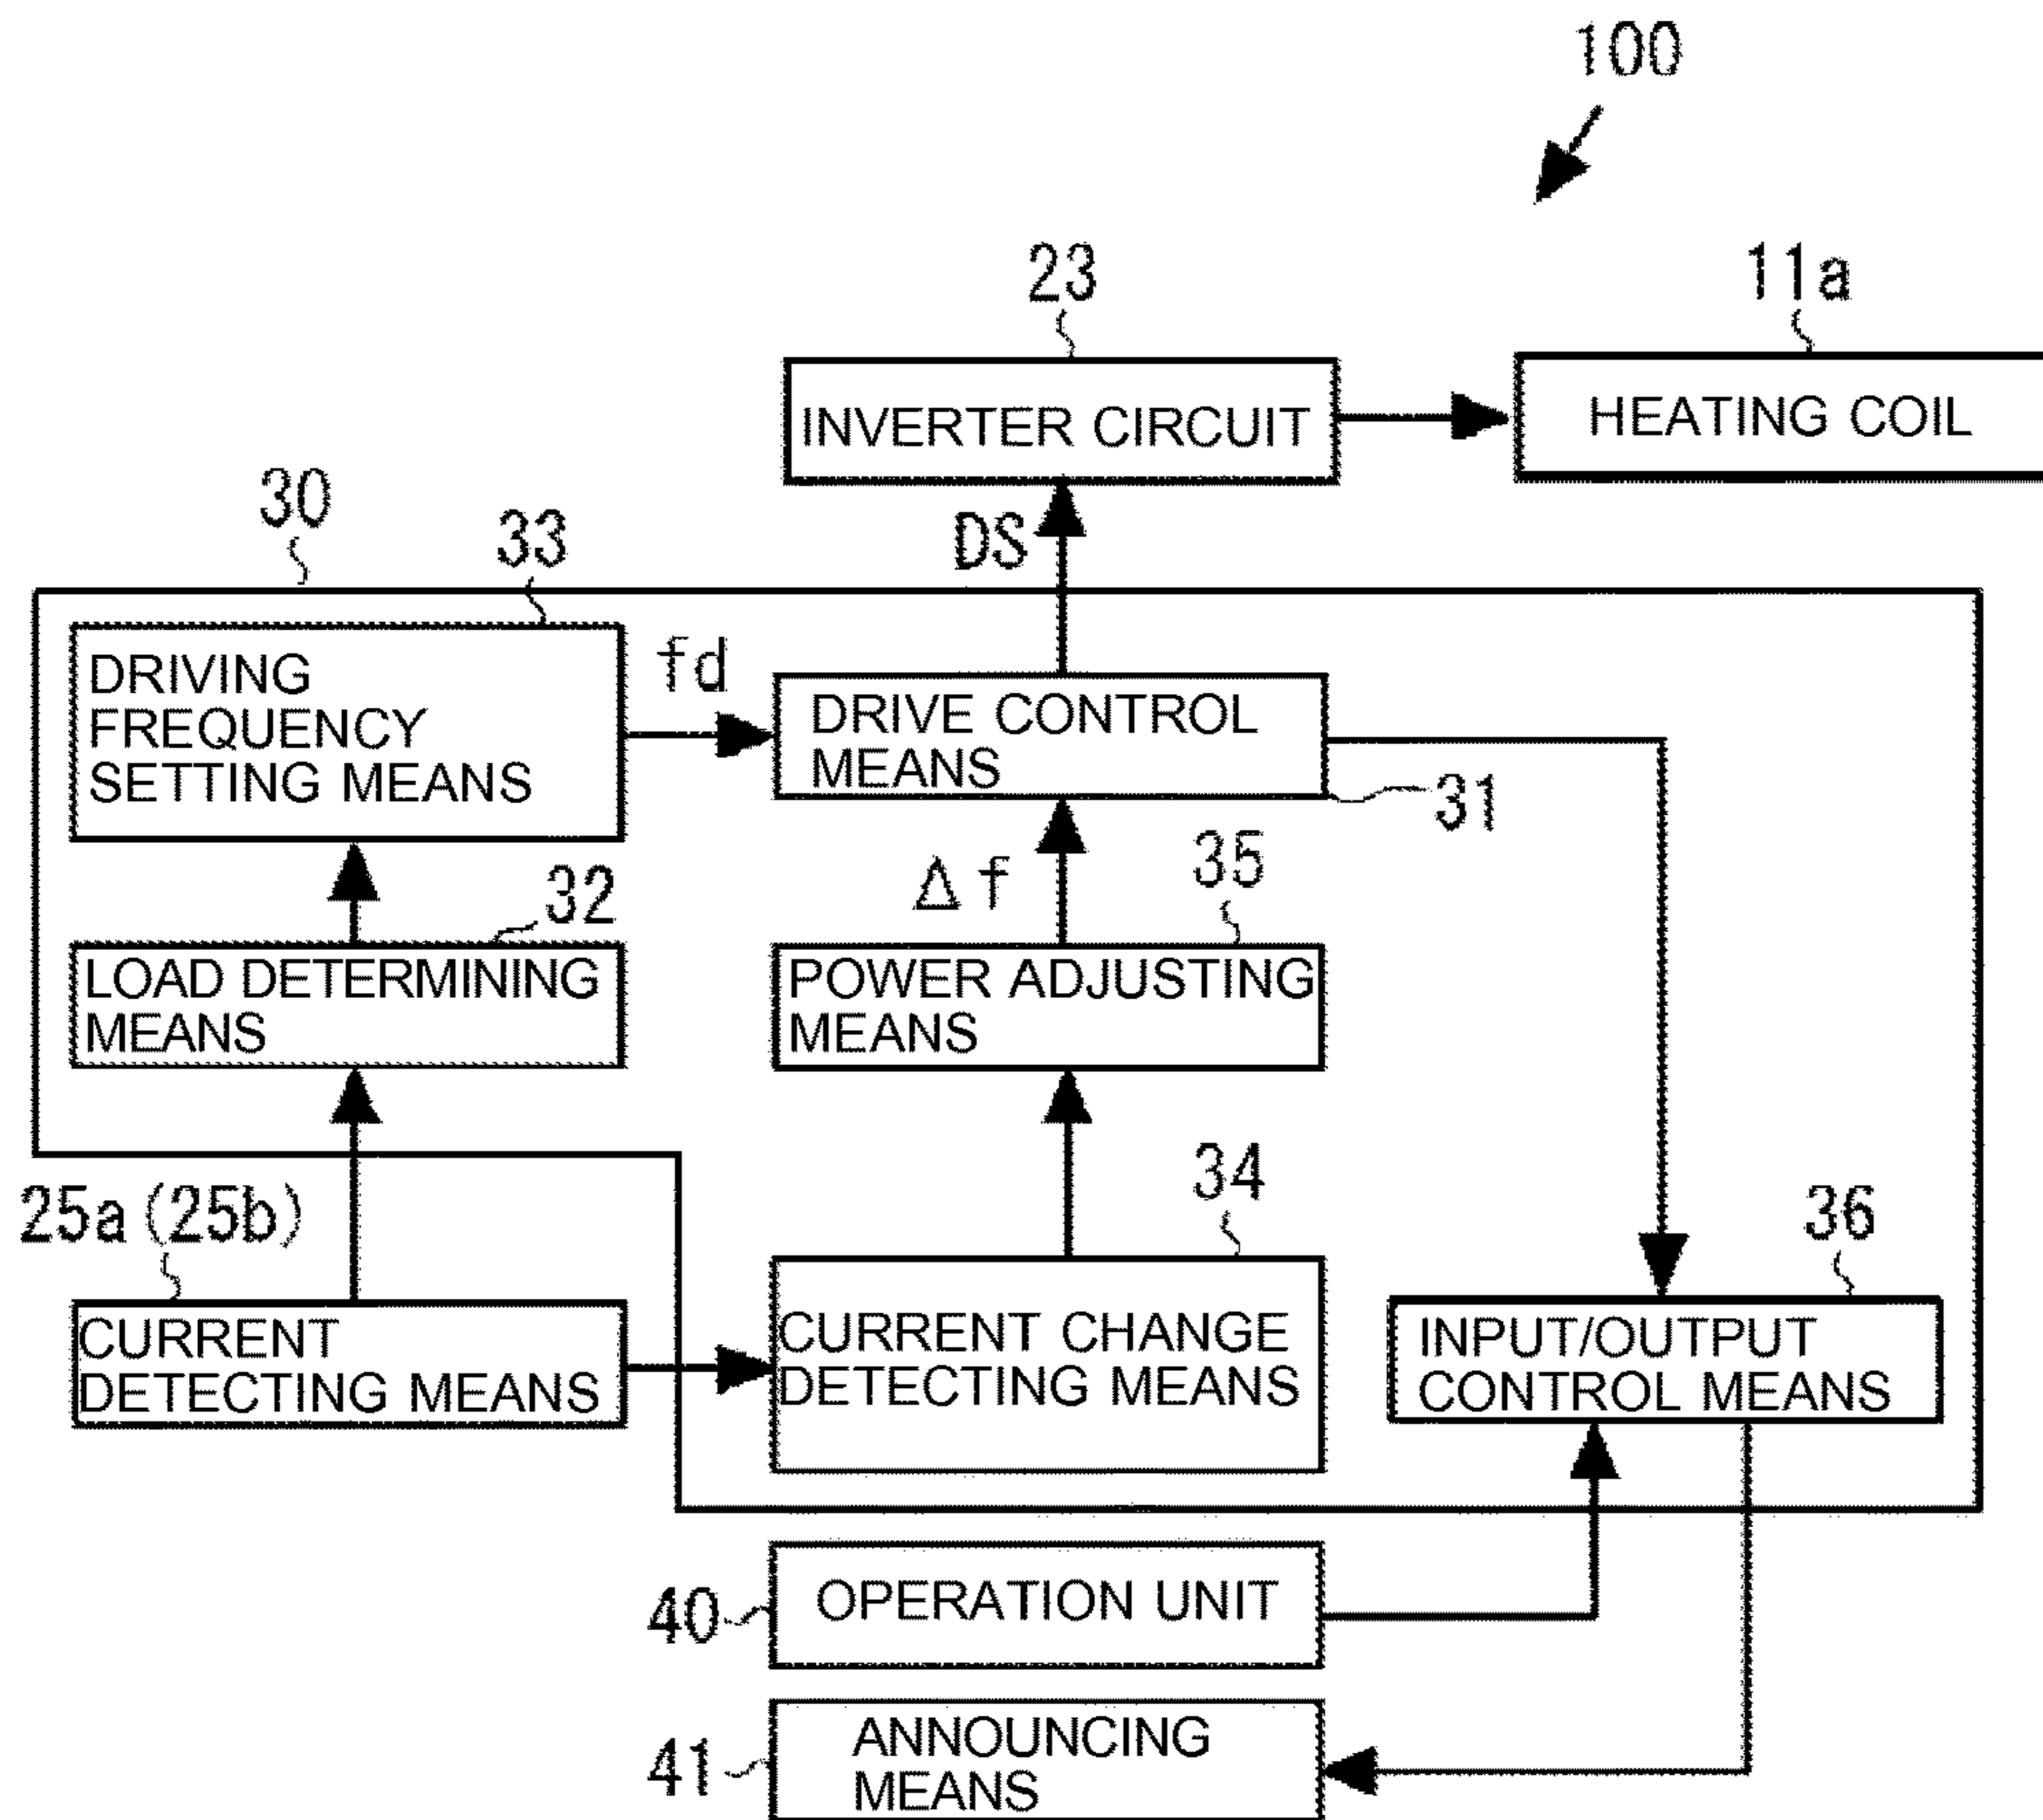 100
23
11a
INVERTER CIRCUIT
HEATING COIL
30
33
DS
DRIVING
FREQUENCY
SETTING MEANS
fd
DRIVE CONTROL
MEANS
31
32
Δf
35
LOAD DETERMINING
MEANS
POWER ADJUSTING
MEANS
25a(25b)
34
36
CURRENT
DETECTING MEANS
CURRENT CHANGE
DETECTING MEANS
INPUT/OUTPUT
CONTROL MEANS
40
OPERATION UNIT
41
ANNOUNCING
MEANS